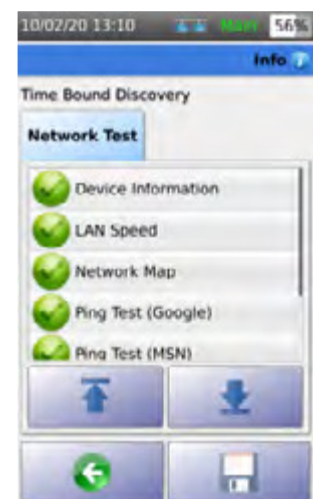 10/02/20 13:10
56%
Info
Time Bound Discovery
Network Test
Device Information
LAN Speed
Network Map
Ping Test (Google)
Ping Test (MSN)